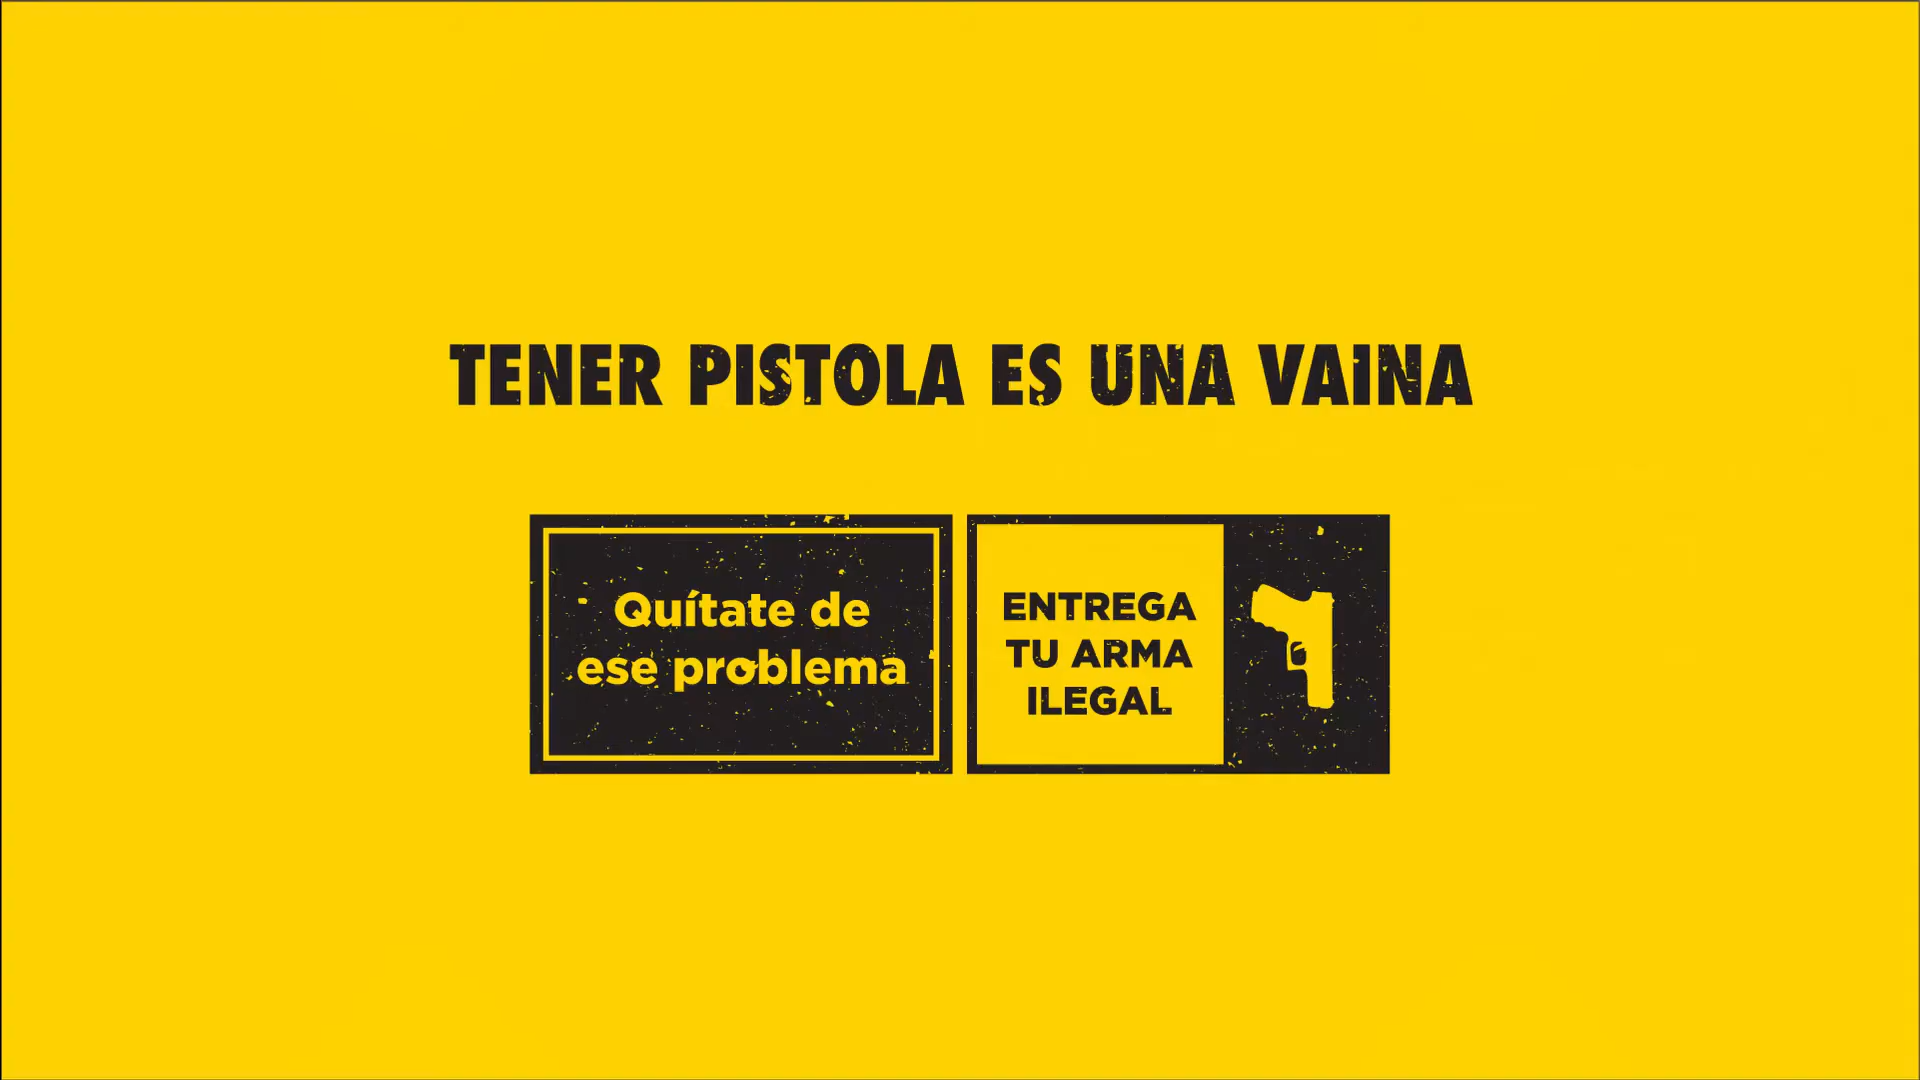 TENER PISTOLA ES UNA VAINA
Quítate de
ese problema
ENTREGA
TU ARMA
ILEGAL